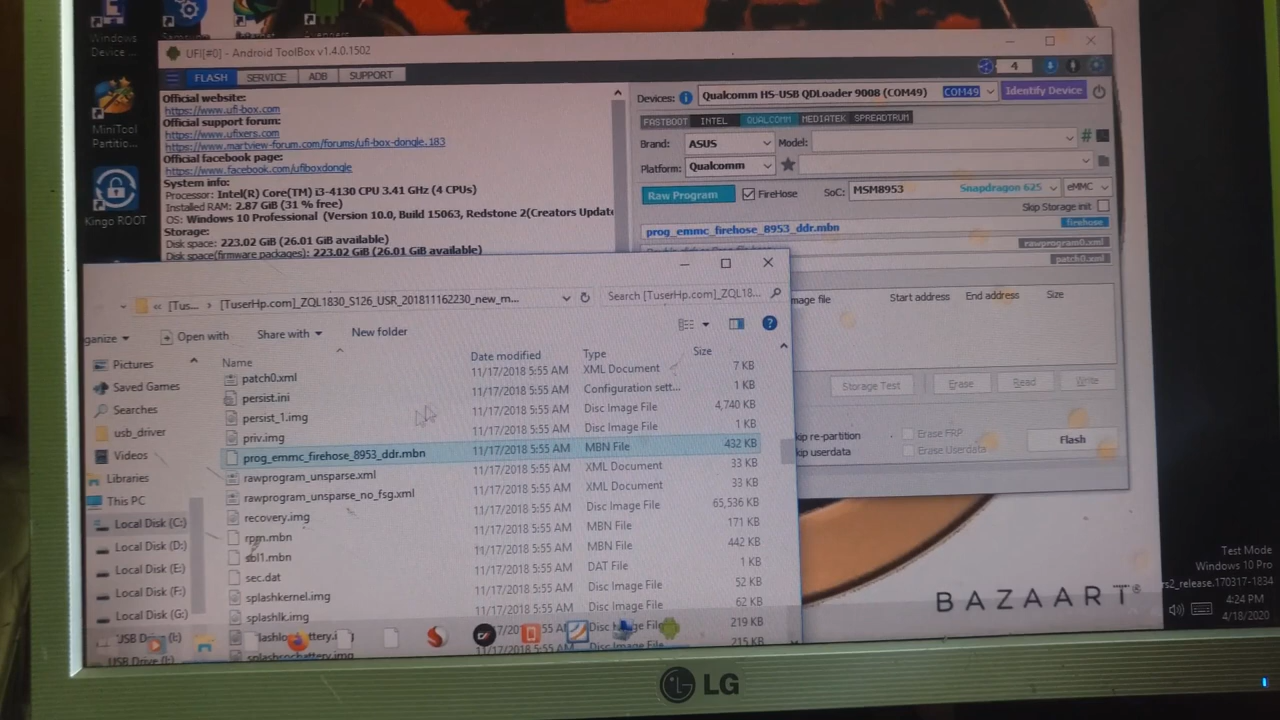 Windows
Device ...
MiniTool
Partitio...
Kingo ROOT
UFI[#0] - Android ToolBox v1.4.0.1502
FLASH SERVICE ADB SUPPORT
4
Official website:
https://www.ufi-box.com
Official support forum:
https://www.ufixers.com
https://www.martview-forum.com/forums/ufi-box-dongle.183
Official facebook page:
https://www.facebook.com/ufiboxdongle
System info:
Processor: Intel(R) Core(TM) i3-4130 CPU 3.41 GHz (4 CPUs)
Installed RAM: 2.87 GiB (31 % free)
OS: Windows 10 Professional (Version 10.0, Build 15063, Redstone 2(Creators Update
Storage:
Disk space: 223.02 GiB (26.01 GiB available)
Disk space(firmware packages): 223.02 GiB (26.01 GiB available)
Devices: Qualcomm HS-USB QDLoader 9008 (COM49) COM49 Identify Device
FASTBOOT INTEL QUALCOMM MEDIATEK SPREADTRUM
Brand: ASUS Model: #
Platform: Qualcomm
Raw Program FireHose SoC: MSM8953 Snapdragon 625 eMMC
Skip Storage init
prog_emmc_firehose_8953_ddr.mbn firehose
rawprogram0.xml
patch0.xml
mage file Start address End address Size
Storage Test Erase Read Write
kip re-partition Erase FRP Flash
kip userdata Erase Userdata
« [Tus... › [TuserHp.com]_ZQL1830_S126_USR_201811162230_new_m... Search [TuserHp.com]_ZQL18...
ganize Open with Share with New folder
Pictures
Saved Games
Searches
usb_driver
Videos
Libraries
This PC
Local Disk (C:)
Local Disk (D:)
Local Disk (E:)
Local Disk (F:)
Local Disk (G:)
USB Drive (I:)
USB Drive (I:)
Name Date modified Type Size
patch0.xml 11/17/2018 5:55 AM XML Document 7 KB
persist.ini 11/17/2018 5:55 AM Configuration sett... 1 KB
persist_1.img 11/17/2018 5:55 AM Disc Image File 4,740 KB
priv.img 11/17/2018 5:55 AM Disc Image File 1 KB
prog_emmc_firehose_8953_ddr.mbn 11/17/2018 5:55 AM MBN File 432 KB
rawprogram_unsparse.xml 11/17/2018 5:55 AM XML Document 33 KB
rawprogram_unsparse_no_fsg.xml 11/17/2018 5:55 AM XML Document 33 KB
recovery.img 11/17/2018 5:55 AM Disc Image File 65,536 KB
rpm.mbn 11/17/2018 5:55 AM MBN File 171 KB
sbl1.mbn 11/17/2018 5:55 AM MBN File 442 KB
sec.dat 11/17/2018 5:55 AM DAT File 1 KB
splashkernel.img 11/17/2018 5:55 AM Disc Image File 52 KB
splashlk.img 11/17/2018 5:55 AM Disc Image File 62 KB
219 KB
215 KB
BAZAART
Test Mode
Windows 10 Pro
rs2_release.170317-1834
4:24 PM
4/18/2020
LG